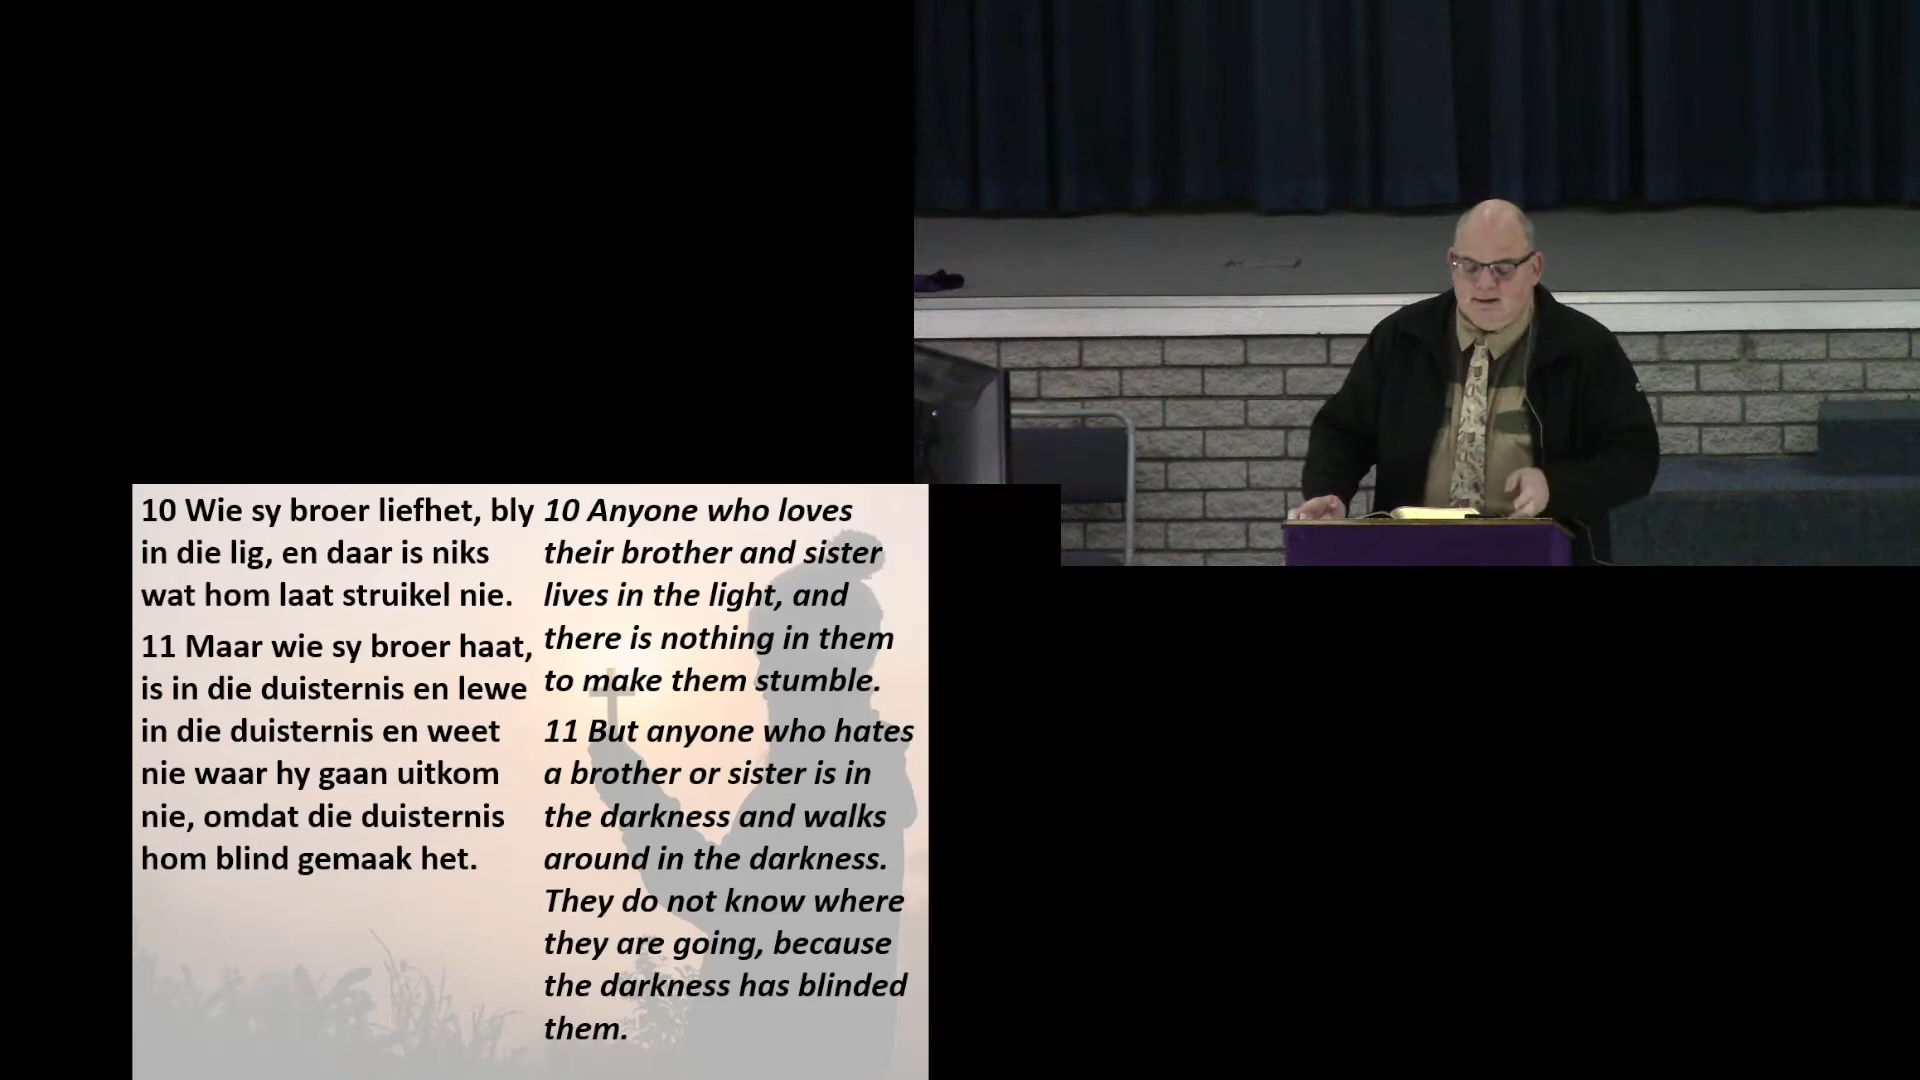 10 Wie sy broer liefhet, bly
in die lig, en daar is niks
wat hom laat struikel nie.
11 Maar wie sy broer haat,
is in die duisternis en lewe
in die duisternis en weet
nie waar hy gaan uitkom
nie, omdat die duisternis
hom blind gemaak het.
10 Anyone who loves
their brother and sister
lives in the light, and
there is nothing in them
to make them stumble.
11 But anyone who hates
a brother or sister is in
the darkness and walks
around in the darkness.
They do not know where
they are going, because
the darkness has blinded
them.